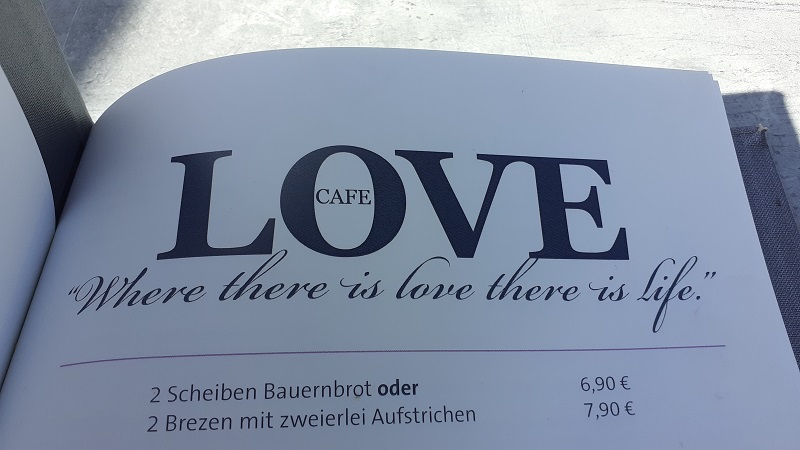 LOVE
CAFE
“Where there is love there is life.”
2 Scheiben Bauernbrot oder 6,90 €
2 Brezen mit zweierlei Aufstrichen 7,90 €